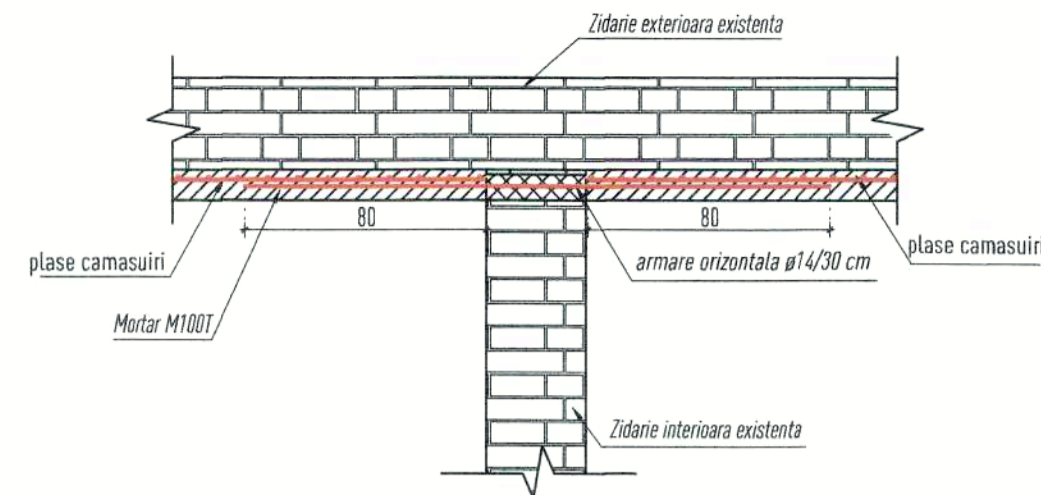 Zidarie exterioara existenta
80
80
plase camasuiri
plase camasuiri
armare orizontala ø14/30 cm
Mortar M100T
Zidarie interioara existenta